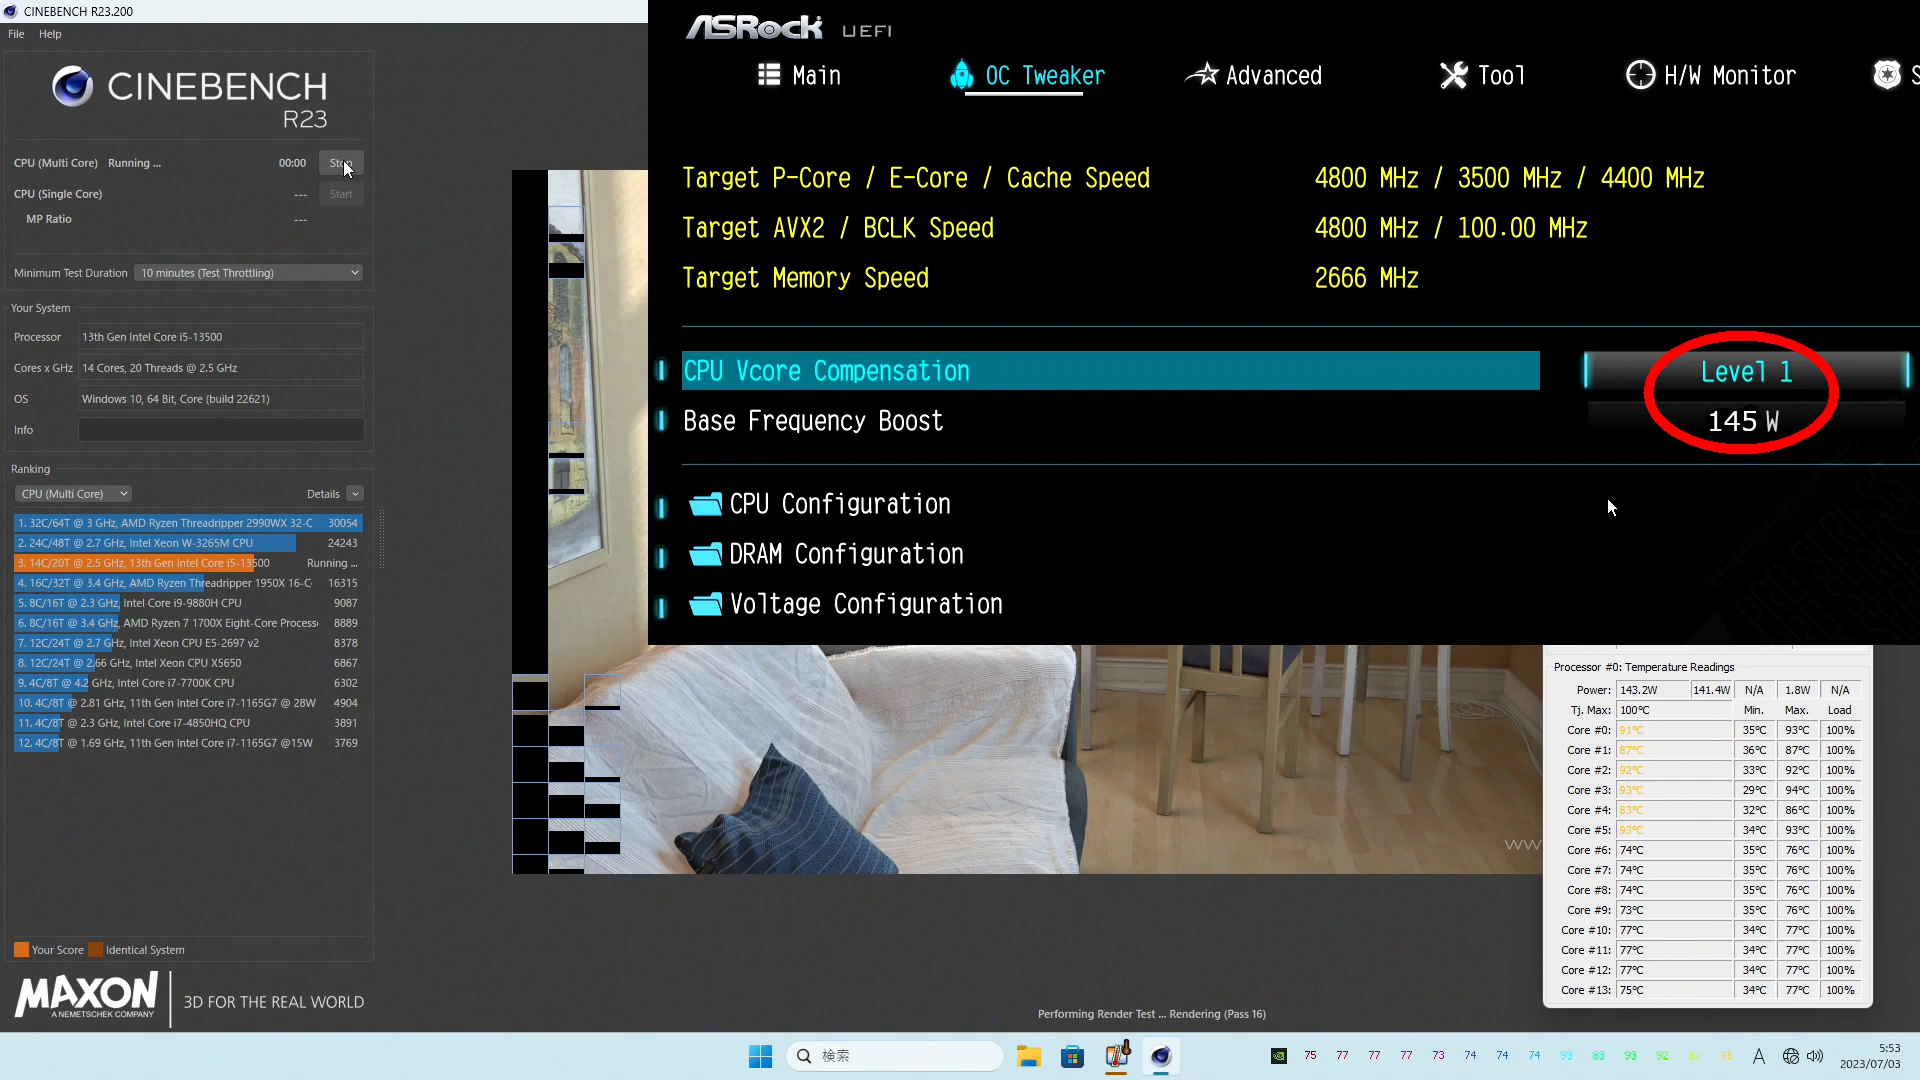 CINEBENCH R23.200
File Help
CINEBENCH
R23
CPU (Multi Core) Running ... 00:00 Stop
CPU (Single Core) --- Start
MP Ratio ---
Minimum Test Duration 10 minutes (Test Throttling)
Your System
Processor 13th Gen Intel Core i5-13500
Cores x GHz 14 Cores, 20 Threads @ 2.5 GHz
OS Windows 10, 64 Bit, Core (build 22621)
Info
Ranking
CPU (Multi Core) Details
1. 32C/64T @ 3 GHz, AMD Ryzen Threadripper 2990WX 32-C 30054
2. 24C/48T @ 2.7 GHz, Intel Xeon W-3265M CPU 24243
3. 14C/20T @ 2.5 GHz, 13th Gen Intel Core i5-13500 Running ...
4. 16C/32T @ 3.4 GHz, AMD Ryzen Threadripper 1950X 16-C 16315
5. 8C/16T @ 2.3 GHz, Intel Core i9-9880H CPU 9087
6. 8C/16T @ 3.4 GHz, AMD Ryzen 7 1700X Eight-Core Process 8889
7. 12C/24T @ 2.7 GHz, Intel Xeon CPU E5-2697 v2 8378
8. 12C/24T @ 2.66 GHz, Intel Xeon CPU X5650 6867
9. 4C/8T @ 4.2 GHz, Intel Core i7-7700K CPU 6302
10. 4C/8T @ 2.81 GHz, 11th Gen Intel Core i7-1165G7 @ 28W 4904
11. 4C/8T @ 2.3 GHz, Intel Core i7-4850HQ CPU 3891
12. 4C/8T @ 1.69 GHz, 11th Gen Intel Core i7-1165G7 @15W 3769
Your Score Identical System
MAXON
A NEMETSCHEK COMPANY
3D FOR THE REAL WORLD
ASRock UEFI
Main OC Tweaker Advanced Tool H/W Monitor S
Target P-Core / E-Core / Cache Speed 4800 MHz / 3500 MHz / 4400 MHz
Target AVX2 / BCLK Speed 4800 MHz / 100.00 MHz
Target Memory Speed 2666 MHz
CPU Vcore Compensation Level 1
Base Frequency Boost 145 W
CPU Configuration
DRAM Configuration
Voltage Configuration
ww
Processor #0: Temperature Readings
Power: 143.2W 141.4W N/A 1.8W N/A
Tj. Max: 100°C Min. Max. Load
Core #0: 91°C 35°C 93°C 100%
Core #1: 87°C 36°C 87°C 100%
Core #2: 92°C 33°C 92°C 100%
Core #3: 93°C 29°C 94°C 100%
Core #4: 83°C 32°C 86°C 100%
Core #5: 93°C 34°C 93°C 100%
Core #6: 74°C 35°C 76°C 100%
Core #7: 74°C 35°C 76°C 100%
Core #8: 74°C 35°C 76°C 100%
Core #9: 73°C 35°C 76°C 100%
Core #10: 77°C 34°C 77°C 100%
Core #11: 77°C 34°C 77°C 100%
Core #12: 77°C 34°C 77°C 100%
Core #13: 75°C 34°C 77°C 100%
Performing Render Test ... Rendering (Pass 16)
検索
75 77 77 77 73 74 74 74 93 83 93 92 87 91 A
5:53
2023/07/03